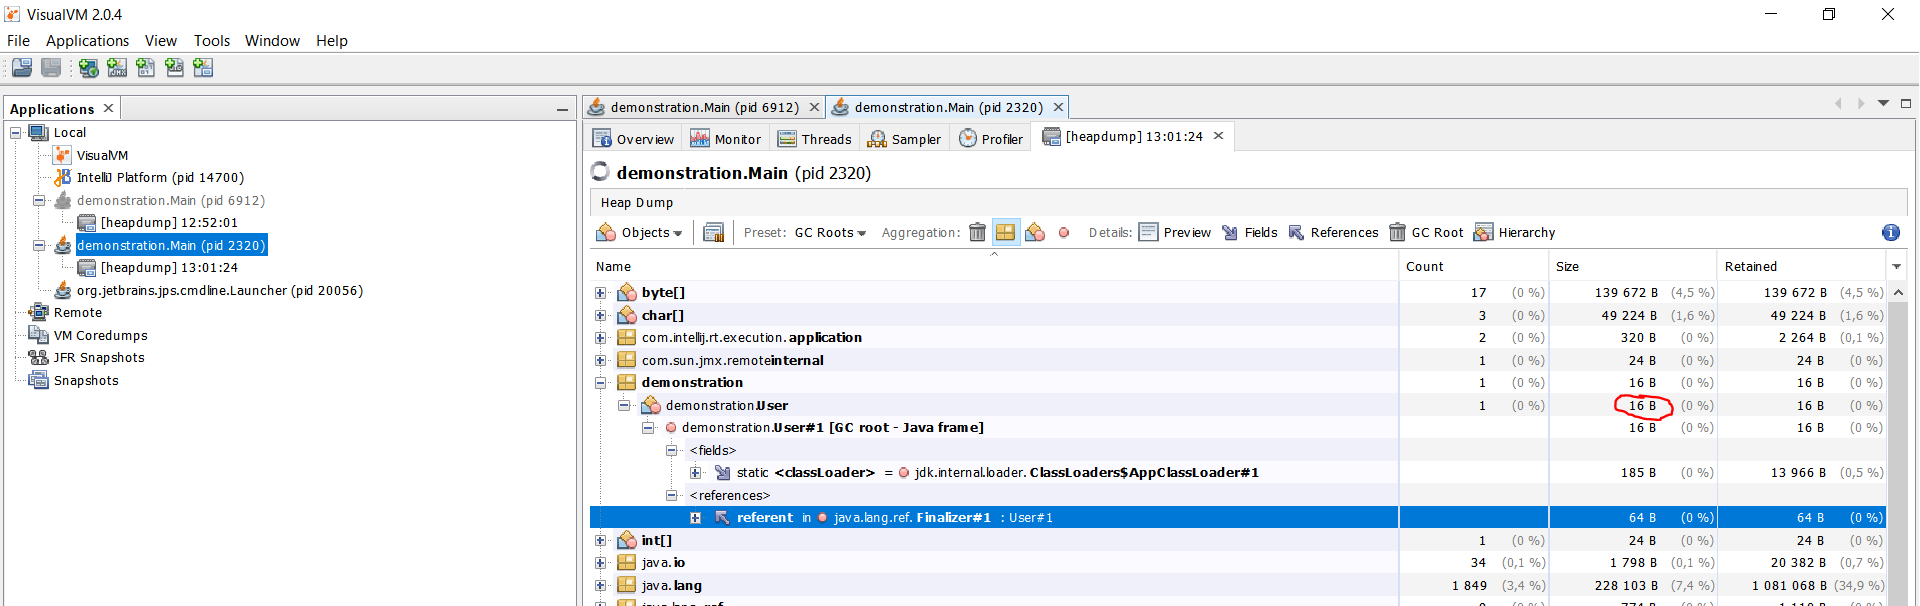 VisualVM 2.0.4
File Applications View Tools Window Help
Applications
demonstration.Main (pid 6912) demonstration.Main (pid 2320)
Local
VisualVM
IntelliJ Platform (pid 14700)
demonstration.Main (pid 6912)
[heapdump] 12:52:01
demonstration.Main (pid 2320)
[heapdump] 13:01:24
org.jetbrains.jps.cmdline.Launcher (pid 20056)
Remote
VM Coredumps
JFR Snapshots
Snapshots
Overview Monitor Threads Sampler Profiler [heapdump] 13:01:24
demonstration.Main (pid 2320)
Heap Dump
Objects Preset: GC Roots Aggregation: Details: Preview Fields References GC Root Hierarchy
Name Count Size Retained
byte[] 17 (0 %) 139 672 B (4,5 %) 139 672 B (4,5 %)
char[] 3 (0 %) 49 224 B (1,6 %) 49 224 B (1,6 %)
com.intellij.rt.execution.application 2 (0 %) 320 B (0 %) 2 264 B (0,1 %)
com.sun.jmx.remoteinternal 1 (0 %) 24 B (0 %) 24 B (0 %)
demonstration 1 (0 %) 16 B (0 %) 16 B (0 %)
demonstration.User 1 (0 %) 16 B (0 %) 16 B (0 %)
demonstration.User#1 [GC root - Java frame] 16 B (0 %) 16 B (0 %)
<fields>
static <classLoader> = jdk.internal.loader.ClassLoaders$AppClassLoader#1 185 B (0 %) 13 966 B (0,5 %)
<references>
referent in java.lang.ref.Finalizer#1 : User#1 64 B (0 %) 64 B (0 %)
int[] 1 (0 %) 24 B (0 %) 24 B (0 %)
java.io 34 (0,1 %) 1 798 B (0,1 %) 20 382 B (0,7 %)
java.lang 1 849 (3,4 %) 228 103 B (7,4 %) 1 081 068 B (34,9 %)